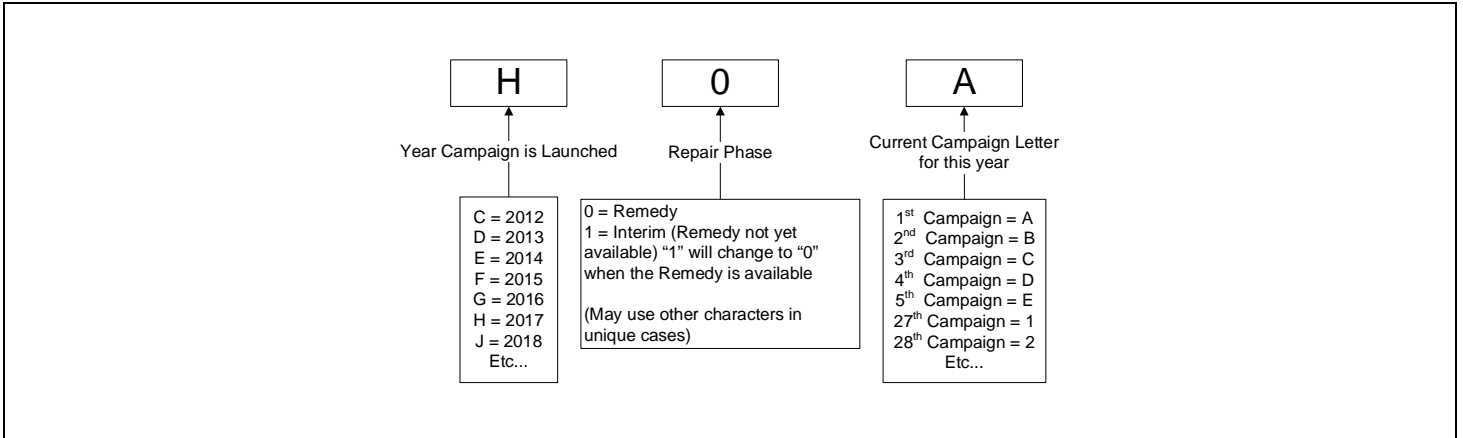 H
0
A
Year Campaign is Launched
Repair Phase
Current Campaign Letter
for this year
C = 2012
D = 2013
E = 2014
F = 2015
G = 2016
H = 2017
J = 2018
Etc...
0 = Remedy
1 = Interim (Remedy not yet
available) “1” will change to “0”
when the Remedy is available
(May use other characters in
unique cases)
1st Campaign = A
2nd Campaign = B
3rd Campaign = C
4th Campaign = D
5th Campaign = E
27th Campaign = 1
28th Campaign = 2
Etc...